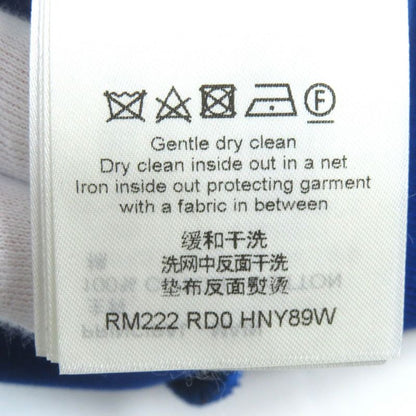 F
Gentle dry clean
Dry clean inside out in a net
Iron inside out protecting garment
with a fabric in between
缓和干洗
洗网中反面干洗
垫布反面熨烫
RM222 RD0 HNY89W